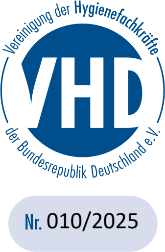 Vereinigung der Hygienefachkräfte
VHD
der Bundesrepublik Deutschland e.V.
Nr. 010/2025